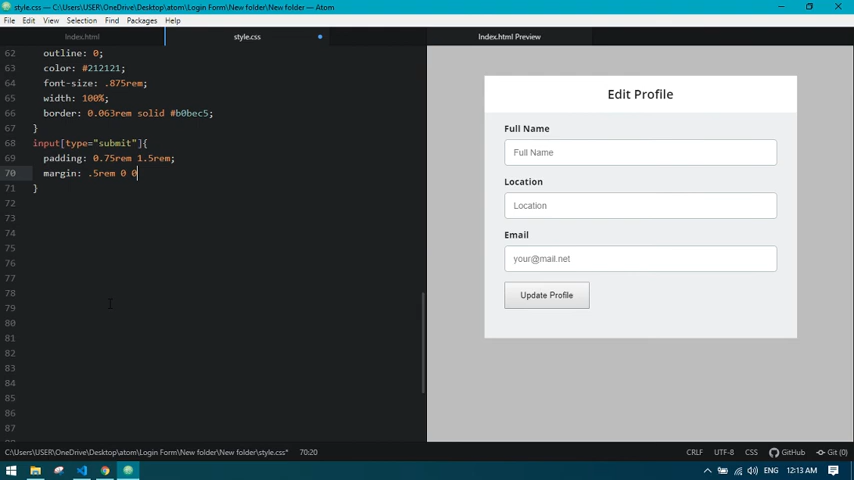 style.css — C:\Users\USER\OneDrive\Desktop\atom\Login Form\New folder\New folder — Atom
File Edit View Selection Find Packages Help
Index.html style.css Index.html Preview
62 outline: 0;
63 color: #212121;
64 font-size: .875rem;
65 width: 100%;
66 border: 0.063rem solid #b0bec5;
67 }
68 input[type="submit"]{
69 padding: 0.75rem 1.5rem;
70 margin: .5rem 0 0
71 }
72
73
74
75
76
77
78
79
80
81
82
83
84
85
86
87
Edit Profile
Full Name
Full Name
Location
Location
Email
your@mail.net
Update Profile
C:\Users\USER\OneDrive\Desktop\atom\Login Form\New folder\New folder\style.css* 70:20 CRLF UTF-8 CSS GitHub Git (0)
ENG 12:13 AM